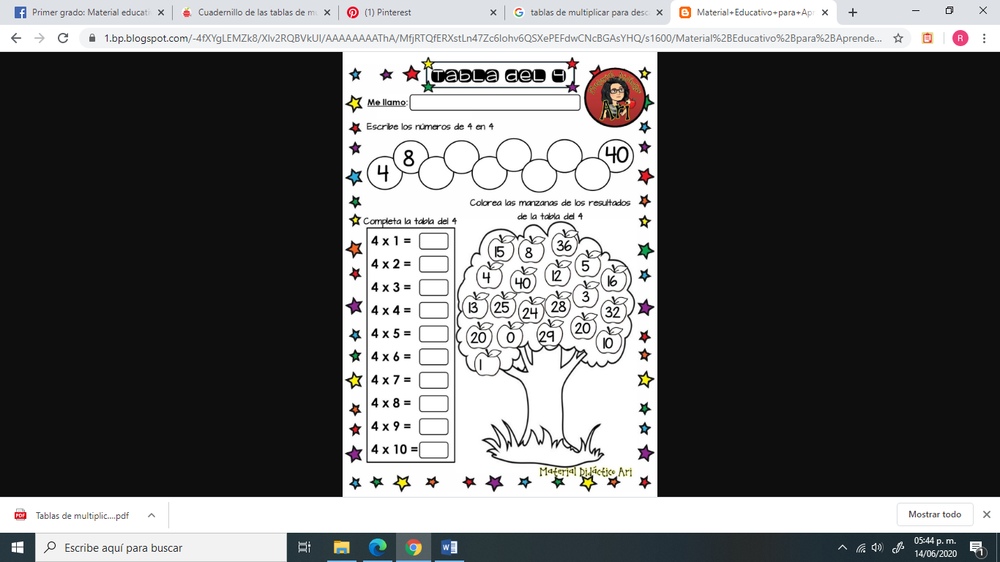 Primer grado: Material educati
Cuadernillo de las tablas de mu
(1) Pinterest
tablas de multiplicar para desca
Material+Educativo+para+Apr
1.bp.blogspot.com/-4fXYgLEMZk8/XIv2RQBVkUI/AAAAAAAAThA/MfjRTQfERXstLn47Zc6Iohv6QSXePEFdwCNcBGAsYHQ/s1600/Material%2BEducativo%2Bpara%2BAprende...
R
Tabla del 4
Material Didáctico
Ari
Me llamo:
Escribe los números de 4 en 4
4 8 40
Colorea las manzanas de los resultados
de la tabla del 4
Completa la tabla del 4
4 x 1 =
4 x 2 =
4 x 3 =
4 x 4 =
4 x 5 =
4 x 6 =
4 x 7 =
4 x 8 =
4 x 9 =
4 x 10 =
15 8 36
5
4 40 12 16
3
13 25 24 28 32
20 0 29 20 10
1
Material Didáctico Ari
PDF
Tablas de multiplic....pdf
Mostrar todo
Escribe aquí para buscar
05:44 p. m.
14/06/2020
1